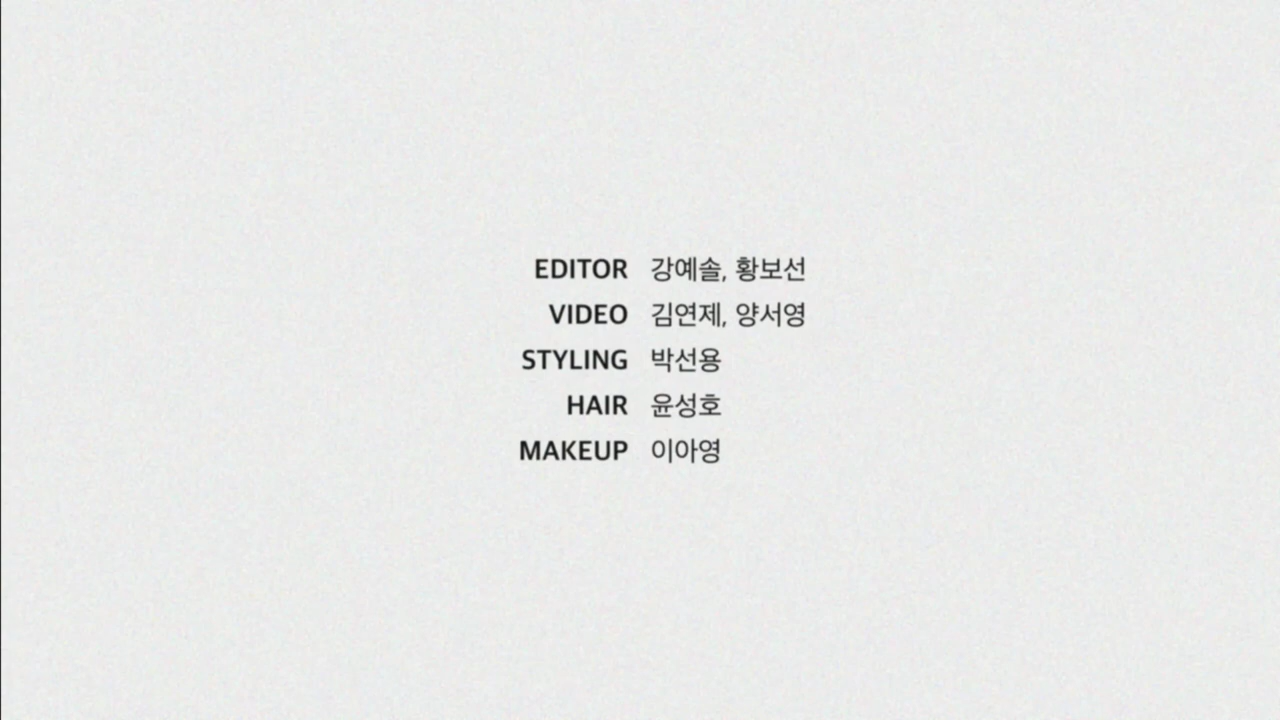 EDITOR 강예솔, 황보선
VIDEO 김연제, 양서영
STYLING 박선용
HAIR 윤성호
MAKEUP 이아영